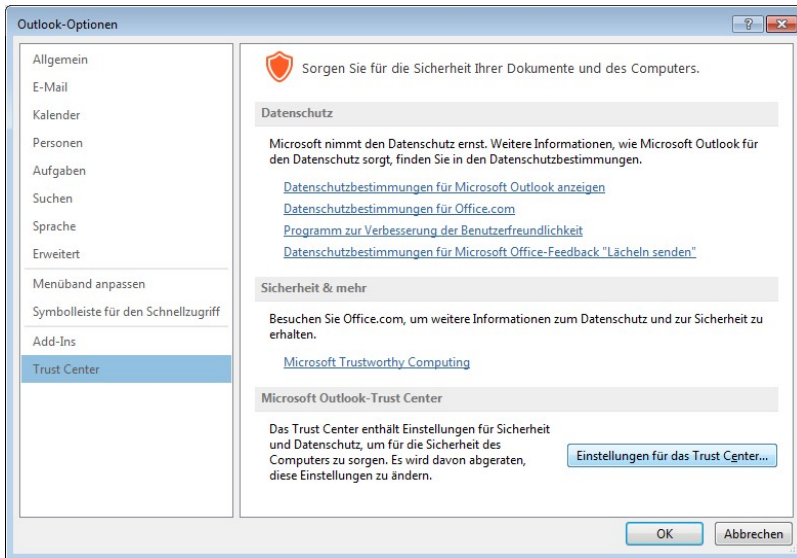 Outlook-Optionen
Allgemein
E-Mail
Kalender
Personen
Aufgaben
Suchen
Sprache
Erweitert
Menüband anpassen
Symbolleiste für den Schnellzugriff
Add-Ins
Trust Center
Sorgen Sie für die Sicherheit Ihrer Dokumente und des Computers.
Datenschutz
Microsoft nimmt den Datenschutz ernst. Weitere Informationen, wie Microsoft Outlook für
den Datenschutz sorgt, finden Sie in den Datenschutzbestimmungen.
Datenschutzbestimmungen für Microsoft Outlook anzeigen
Datenschutzbestimmungen für Office.com
Programm zur Verbesserung der Benutzerfreundlichkeit
Datenschutzbestimmungen für Microsoft Office-Feedback "Lächeln senden"
Sicherheit & mehr
Besuchen Sie Office.com, um weitere Informationen zum Datenschutz und zur Sicherheit zu
erhalten.
Microsoft Trustworthy Computing
Microsoft Outlook-Trust Center
Das Trust Center enthält Einstellungen für Sicherheit
und Datenschutz, um für die Sicherheit des
Computers zu sorgen. Es wird davon abgeraten,
diese Einstellungen zu ändern.
Einstellungen für das Trust Center...
OK
Abbrechen